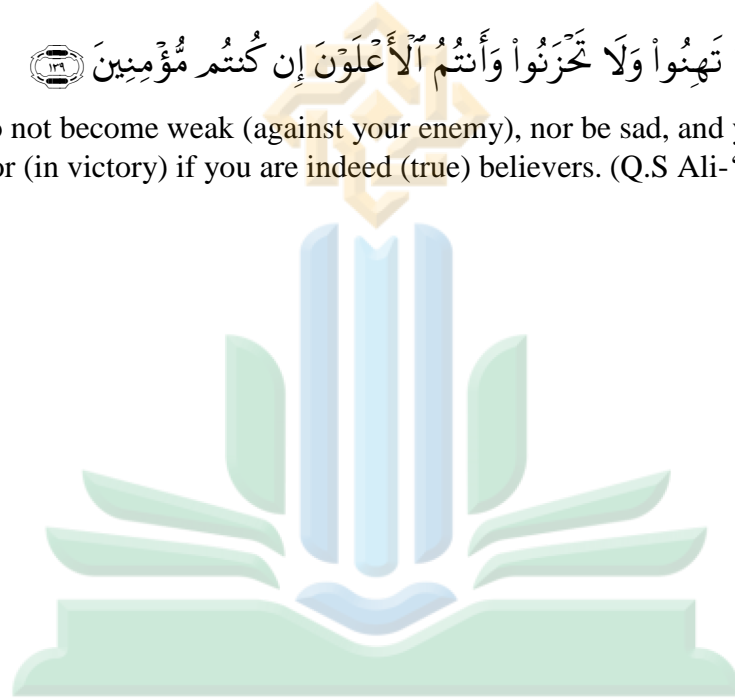 تَهِنُوا۟ وَلَا تَحْزَنُوا۟ وَأَنتُمُ ٱلْأَعْلَوْنَ إِن كُنتُم مُّؤْمِنِينَ ١٣٩
not become weak (against your enemy), nor be sad, and
(in victory) if you are indeed (true) believers. (Q.S Ali-‘